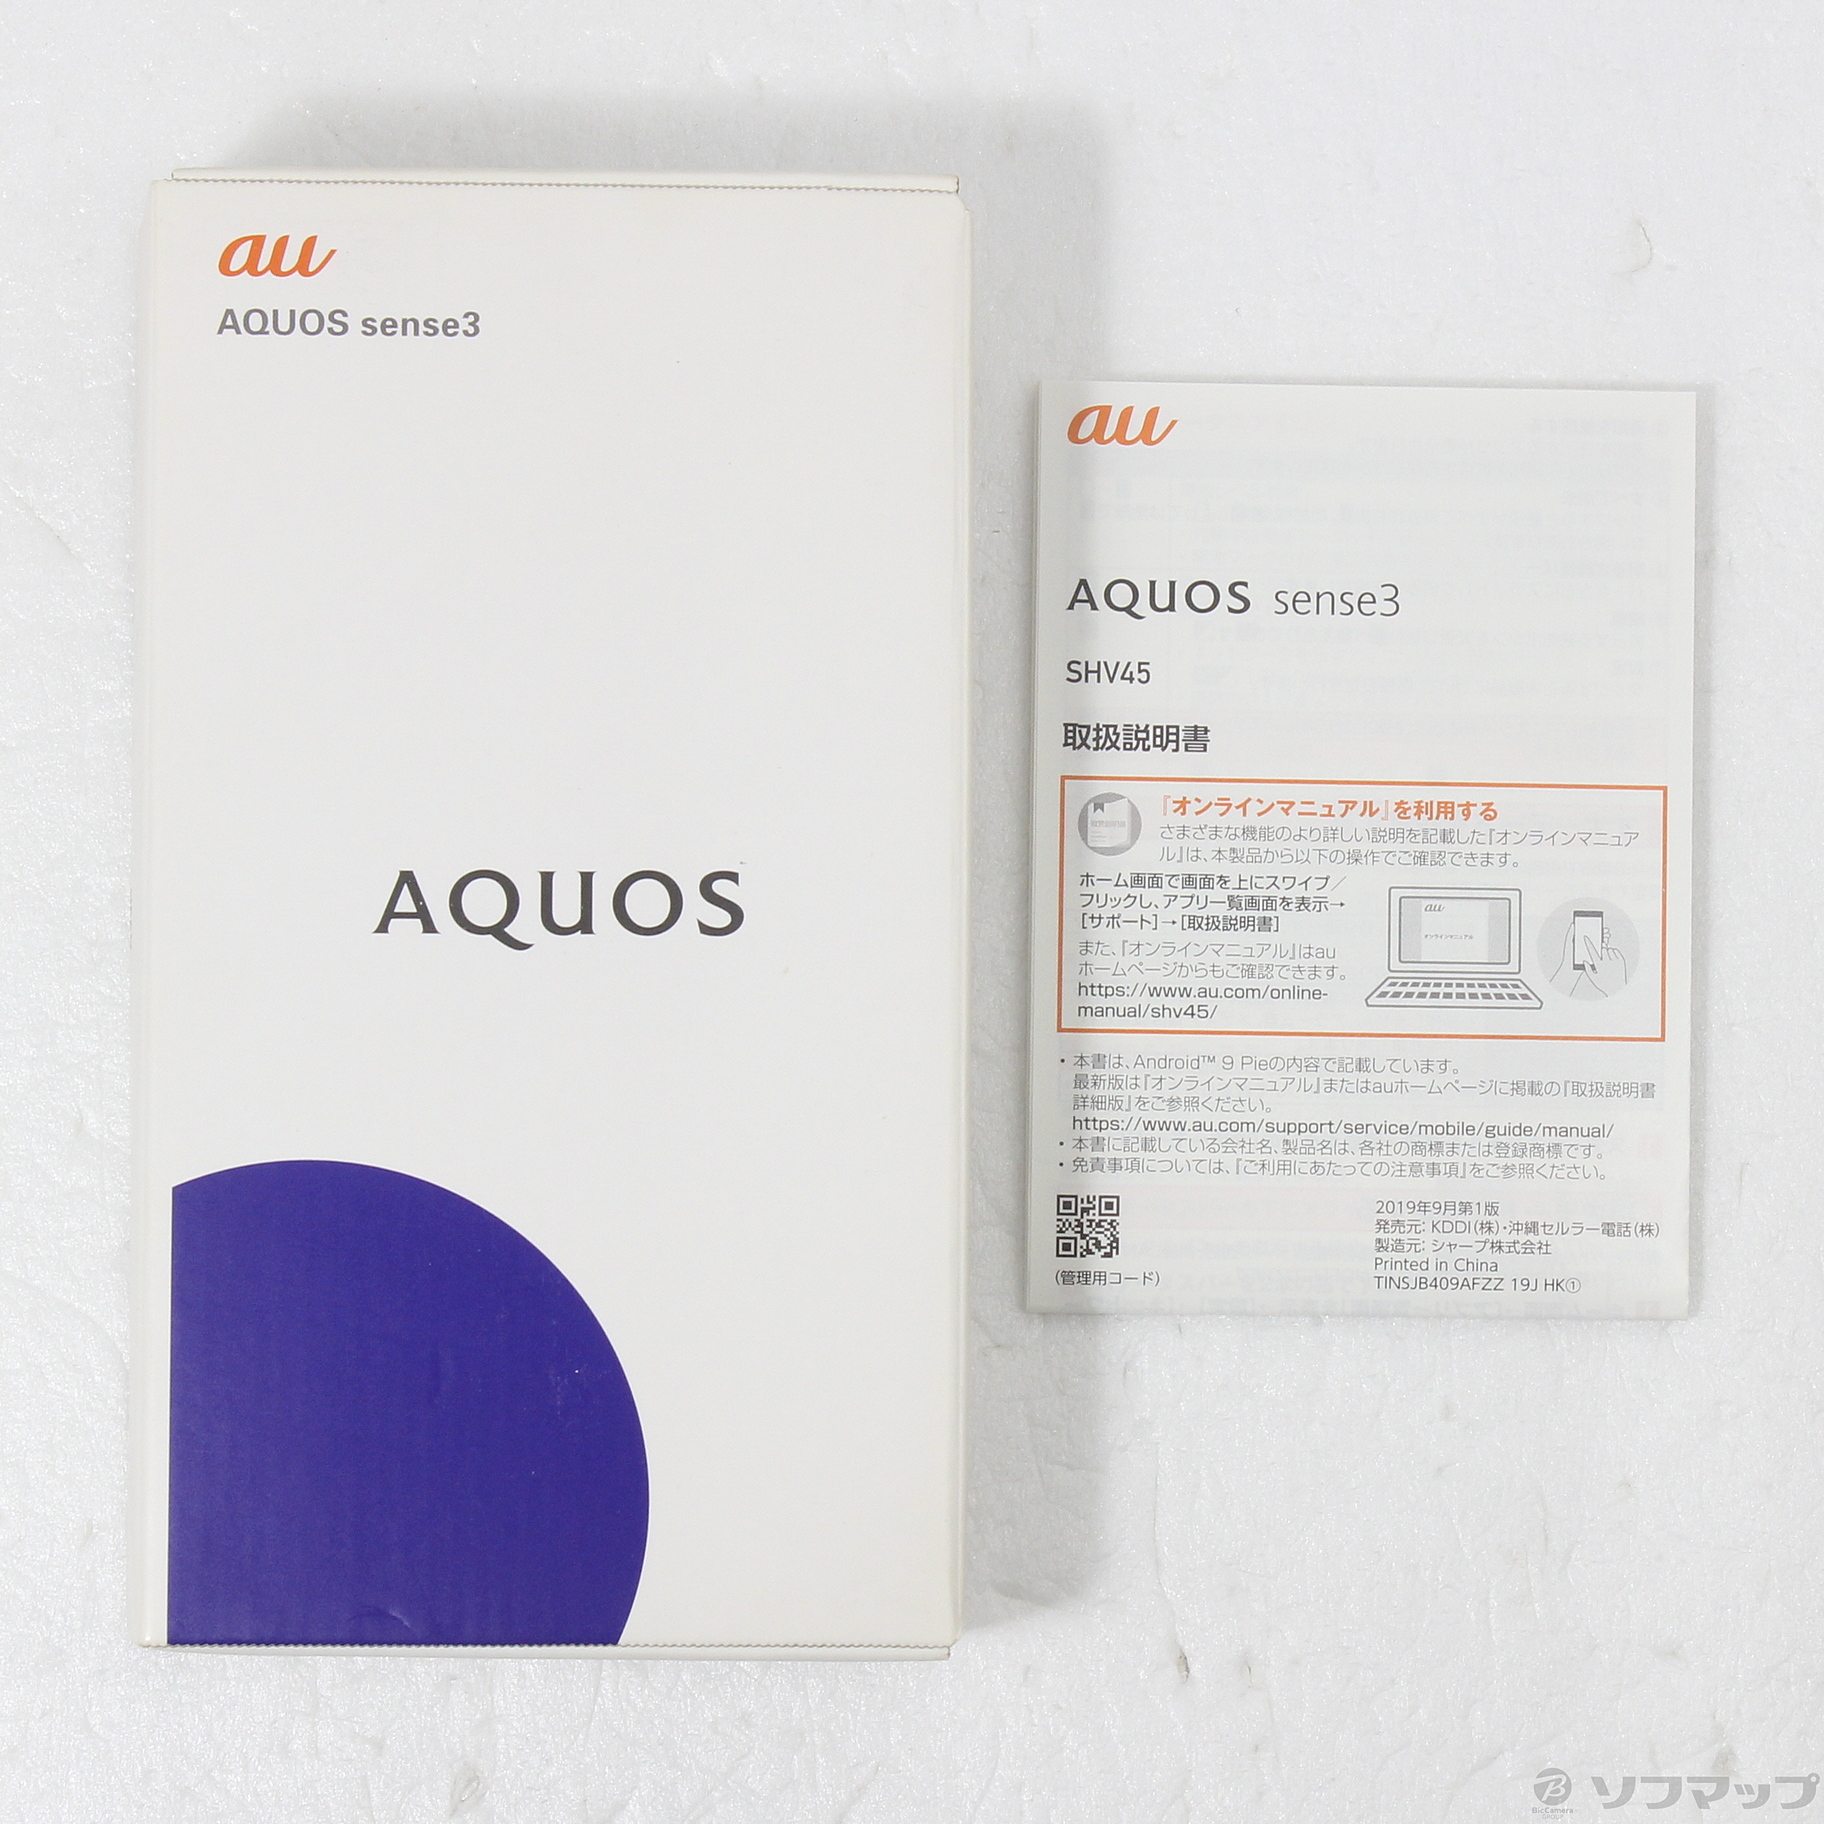 au
AQUOS sense3
AQUOS
au
AQUOS sense3
SHV45
取扱説明書
『オンラインマニュアル』を利用する
さまざまな機能のより詳しい説明を記載した『オンラインマニュア
ル』は、本製品から以下の操作でご確認できます。
ホーム画面で画面を上にスワイプ／
フリックし、アプリ一覧画面を表示→
[サポート]→[取扱説明書]
また、『オンラインマニュアル』はau
ホームページからもご確認できます。
https://www.au.com/online-
manual/shv45/
au
オンラインマニュアル
・本書は、Android™ 9 Pieの内容で記載しています。
最新版は『オンラインマニュアル』またはauホームページに掲載の『取扱説明書
詳細版』をご参照ください。
https://www.au.com/support/service/mobile/guide/manual/
・本書に記載している会社名、製品名は、各社の商標または登録商標です。
・免責事項については、『ご利用にあたっての注意事項』をご参照ください。
(管理用コード)
2019年9月第1版
発売元: KDDI(株)・沖縄セルラー電話(株)
製造元: シャープ株式会社
Printed in China
TINSJB409AFZZ 19J HK①
B
BicCamera
GROUP
ソフマップ